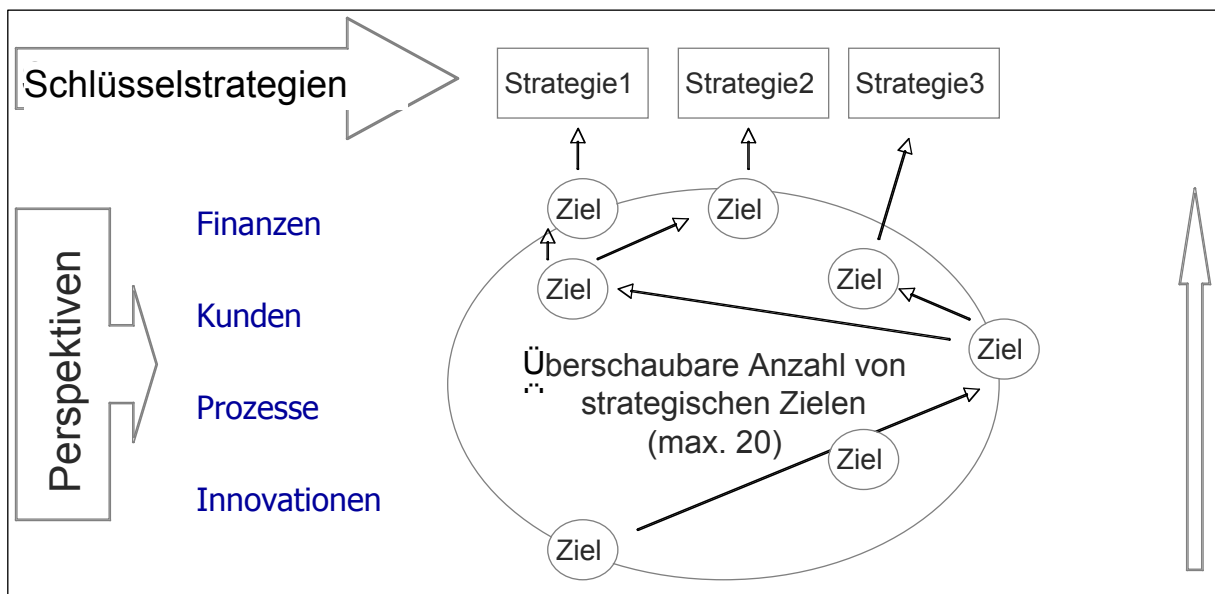 Schlüsselstrategien
Strategie1
Strategie2
Strategie3
Perspektiven
Finanzen
Kunden
Prozesse
Innovationen
Ziel
Ziel
Ziel
Ziel
Ziel
Überschaubare Anzahl von
strategischen Zielen
(max. 20)
Ziel
Ziel